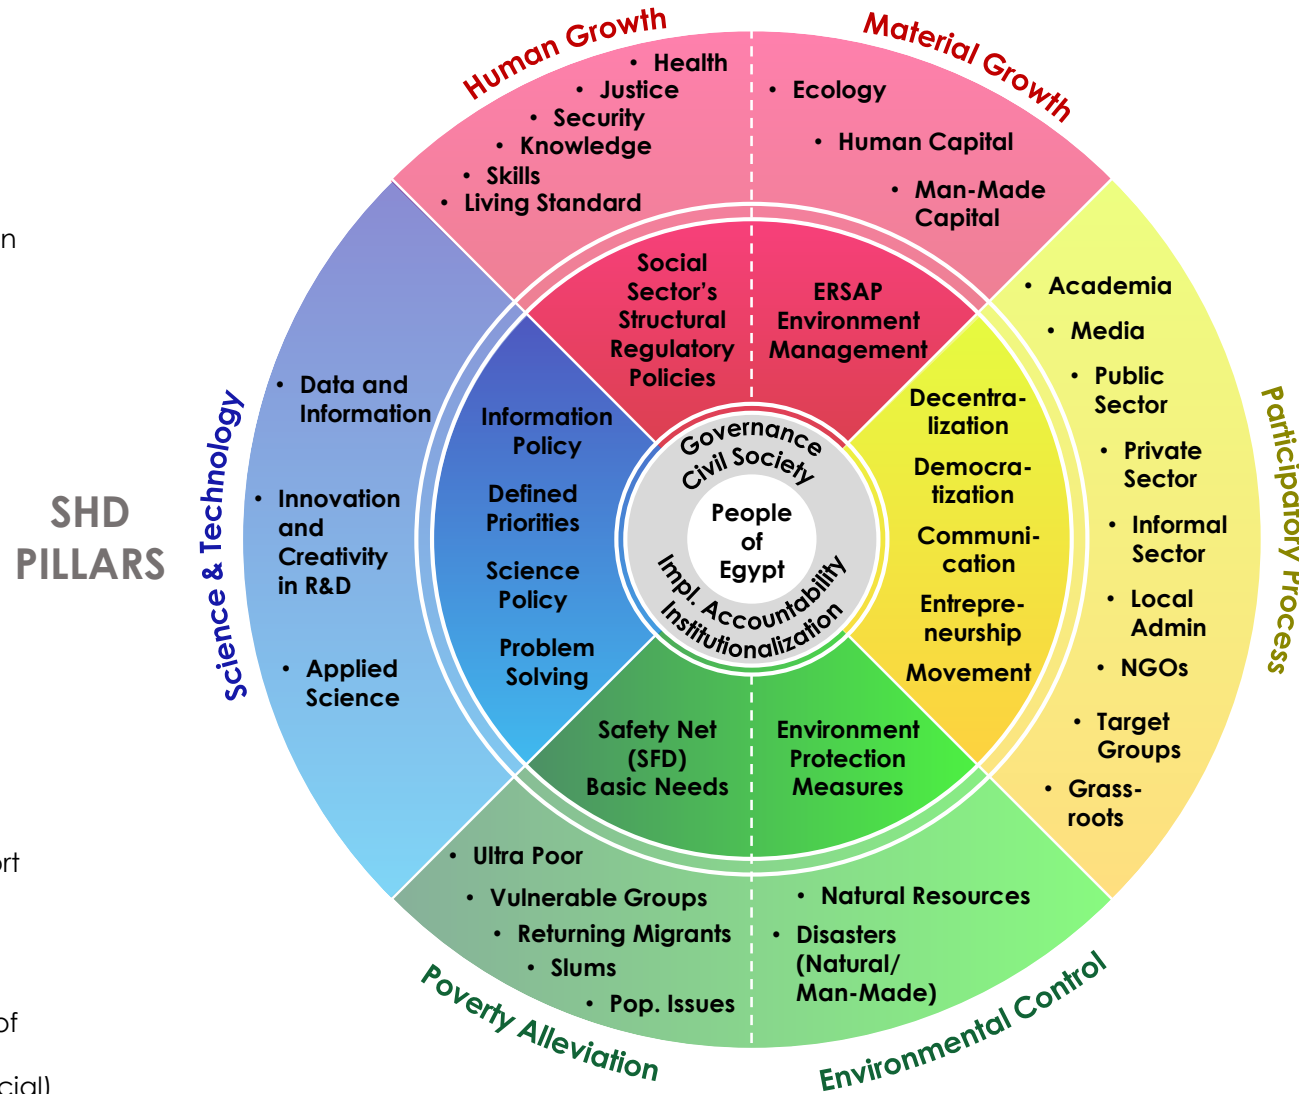 Human Growth
Material Growth
• Health
• Justice
• Security
• Knowledge
• Skills
• Living Standard
• Ecology
• Human Capital
• Man-Made
Capital
Social
Sector's
Structural
Regulatory
Policies
ERSAP
Environment
Management
SHD
PILLARS
Science & Technology
• Data and
Information
• Innovation
and
Creativity
in R&D
• Applied
Science
Information
Policy
Defined
Priorities
Science
Policy
Problem
Solving
Governance
Civil Society
People
of
Egypt
Impl. Accountability
Institutionalization
Decentra-
lization
Democra-
tization
Communi-
cation
Entrepre-
neurship
Movement
• Academia
• Media
• Public
Sector
• Private
Sector
• Informal
Sector
• Local
Admin
• NGOs
• Target
Groups
• Grass-
roots
Participatory Process
Safety Net
(SFD)
Basic Needs
Environment
Protection
Measures
• Ultra Poor
• Vulnerable Groups
• Returning Migrants
• Slums
• Pop. Issues
• Natural Resources
• Disasters
(Natural/
Man-Made)
Poverty Alleviation
Environmental Control
of